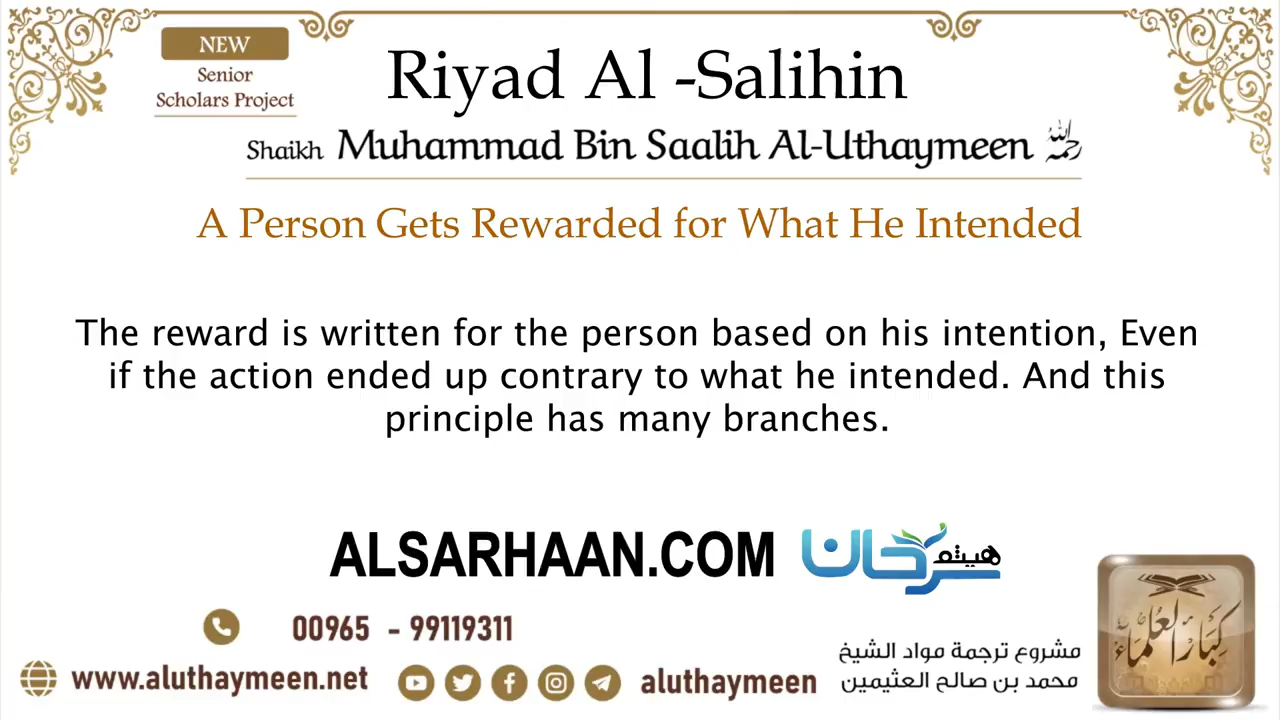 NEW
Senior
Scholars Project
Riyad Al -Salihin
Shaikh Muhammad Bin Saalih Al-Uthaymeen رحمه الله
A Person Gets Rewarded for What He Intended
The reward is written for the person based on his intention, Even
if the action ended up contrary to what he intended. And this
principle has many branches.
ALSARHAAN.COM هيثم سرحان
00965 - 99119311
www.aluthaymeen.net
aluthaymeen
مشروع ترجمة مواد الشيخ
محمد بن صالح العثيمين
كبار العلماء